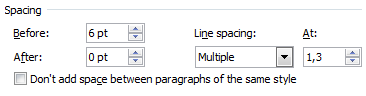 Spacing
Before: 6 pt Line spacing: At:
After: 0 pt Multiple 1,3
Don't add space between paragraphs of the same style